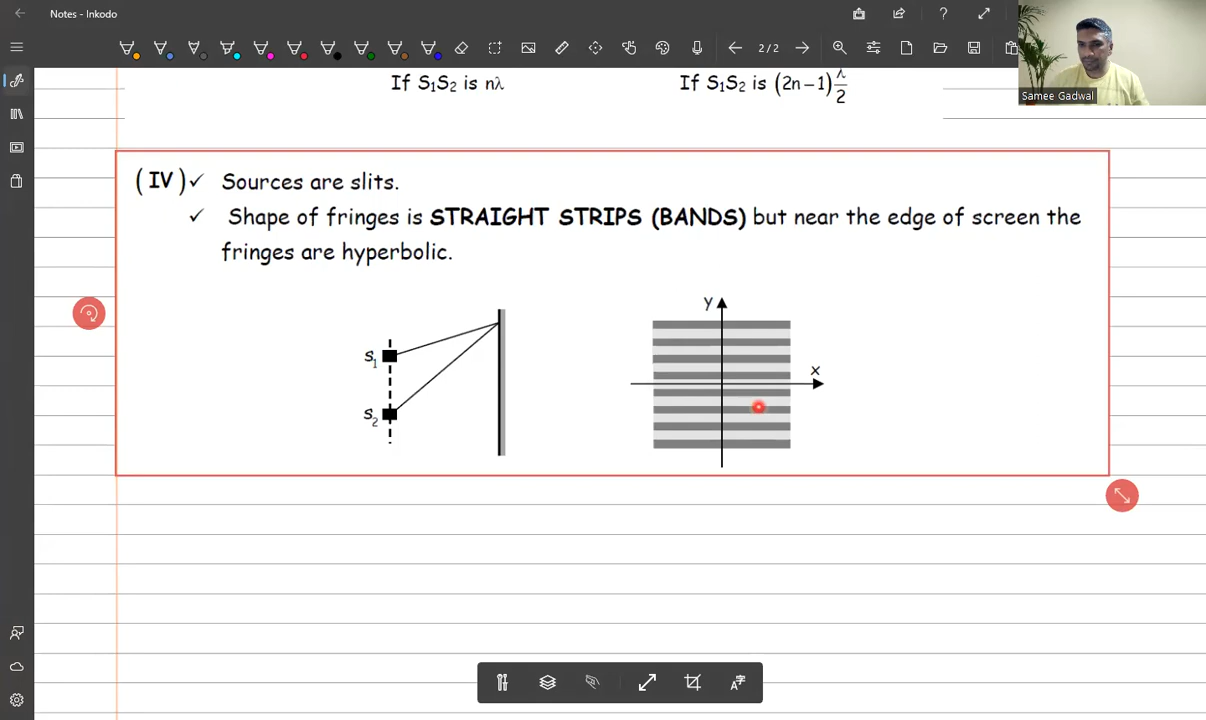 Notes - Inkodo
2/2
Samee Gadwal
If S₁S₂ is nλ
If S₁S₂ is (2n – 1) λ/2
(IV) ✓ Sources are slits.
✓ Shape of fringes is STRAIGHT STRIPS (BANDS) but near the edge of screen the
fringes are hyperbolic.
y
x
S₁
S₂